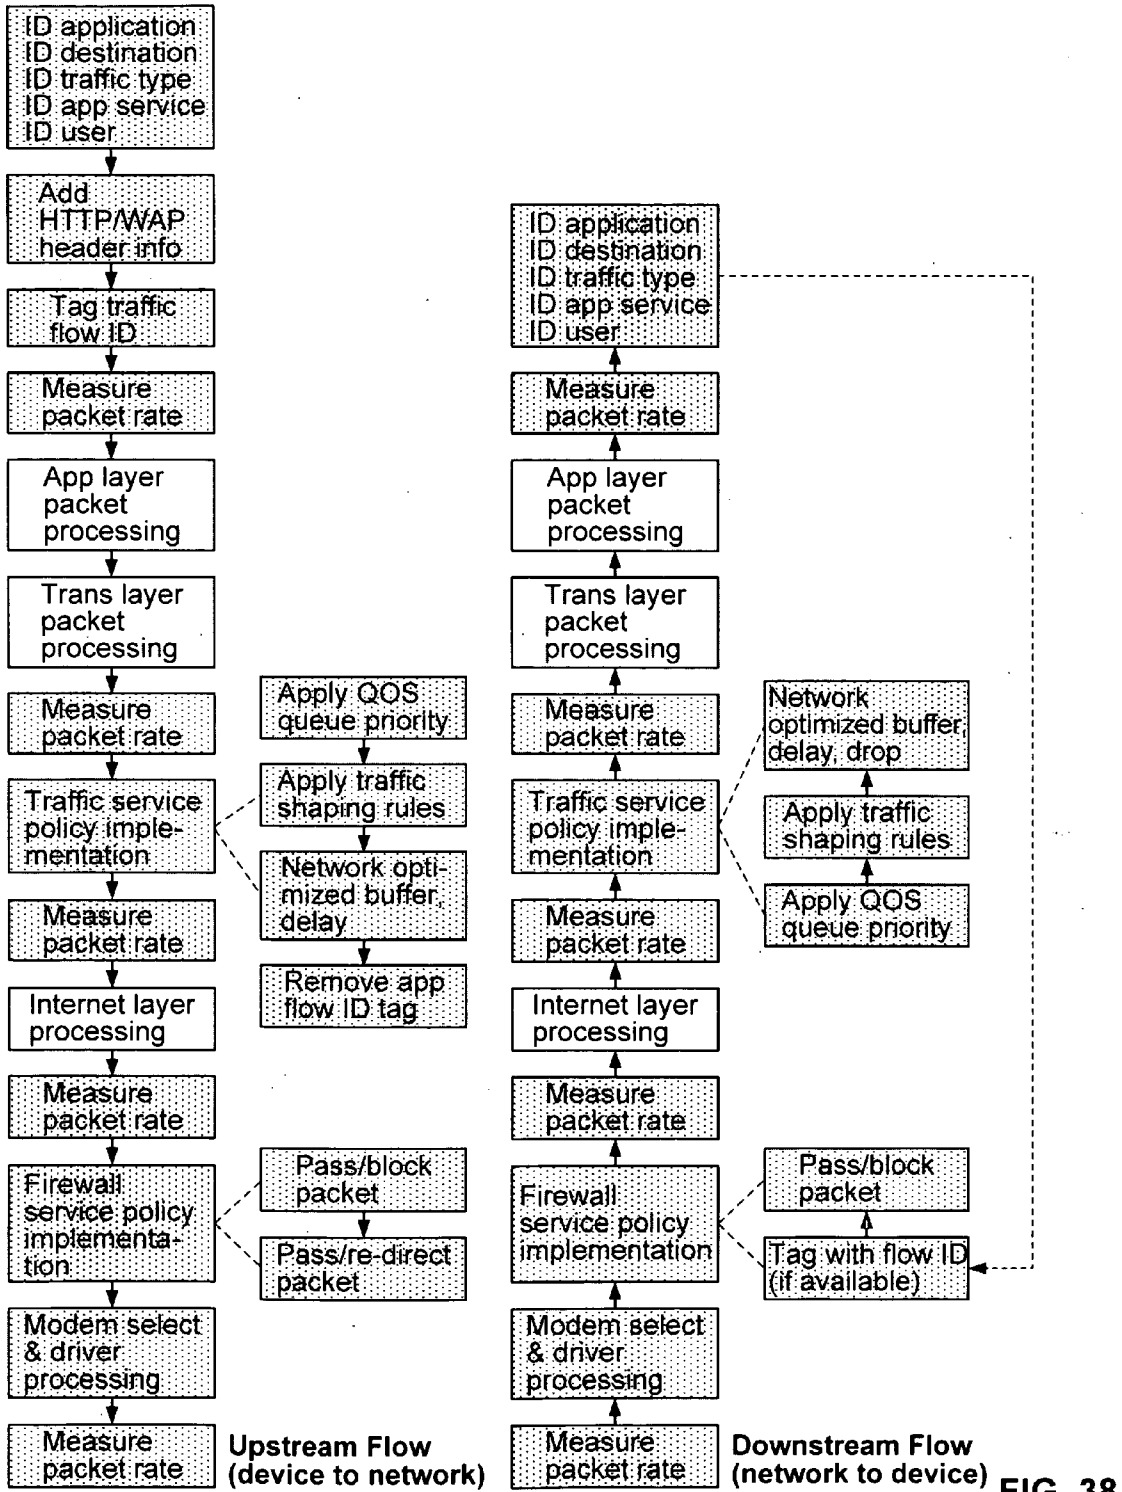 ID application
ID destination
ID traffic type
ID app service
ID user
Add
HTTP/WAP
header info
Tag traffic
flow ID
Measure
packet rate
App layer
packet
processing
Trans layer
packet
processing
Measure
packet rate
Traffic service
policy imple-
mentation
Measure
packet rate
Internet layer
processing
Measure
packet rate
Firewall
service policy
implementa-
tion
Modem select
& driver
processing
Measure
packet rate
Apply QOS
queue priority
Apply traffic
shaping rules
Network opti-
mized buffer,
delay
Remove app
flow ID tag
Pass/block
packet
Pass/re-direct
packet
Upstream Flow
(device to network)
ID application
ID destination
ID traffic type
ID app service
ID user
Measure
packet rate
App layer
packet
processing
Trans layer
packet
processing
Measure
packet rate
Traffic service
policy imple-
mentation
Measure
packet rate
Internet layer
processing
Measure
packet rate
Firewall
service policy
implementation
Modem select
& driver
processing
Measure
packet rate
Network
optimized buffer,
delay, drop
Apply traffic
shaping rules
Apply QOS
queue priority
Pass/block
packet
Tag with flow ID
(if available)
Downstream Flow
(network to device)
FIG. 38